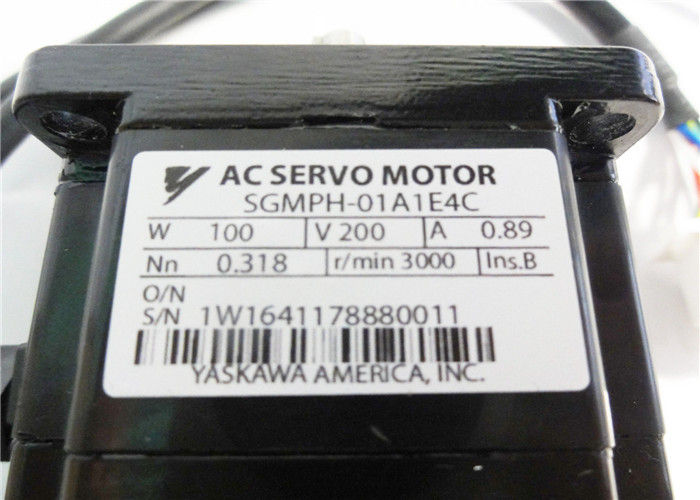 AC SERVO MOTOR
SGMPH-01A1E4C
W 100 V 200 A 0.89
Nn 0.318 r/min 3000 Ins.B
O/N
S/N 1W1641178880011
YASKAWA AMERICA, INC.